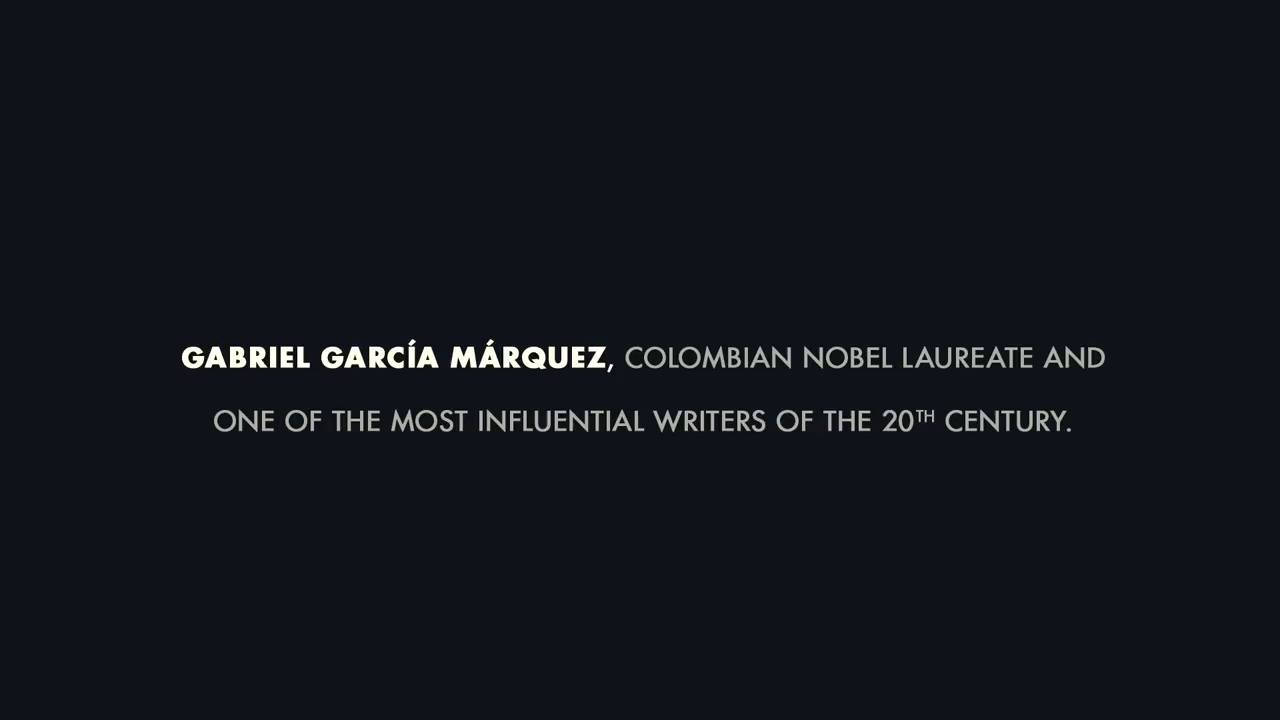 GABRIEL GARCÍA MÁRQUEZ, COLOMBIAN NOBEL LAUREATE AND
ONE OF THE MOST INFLUENTIAL WRITERS OF THE 20TH CENTURY.